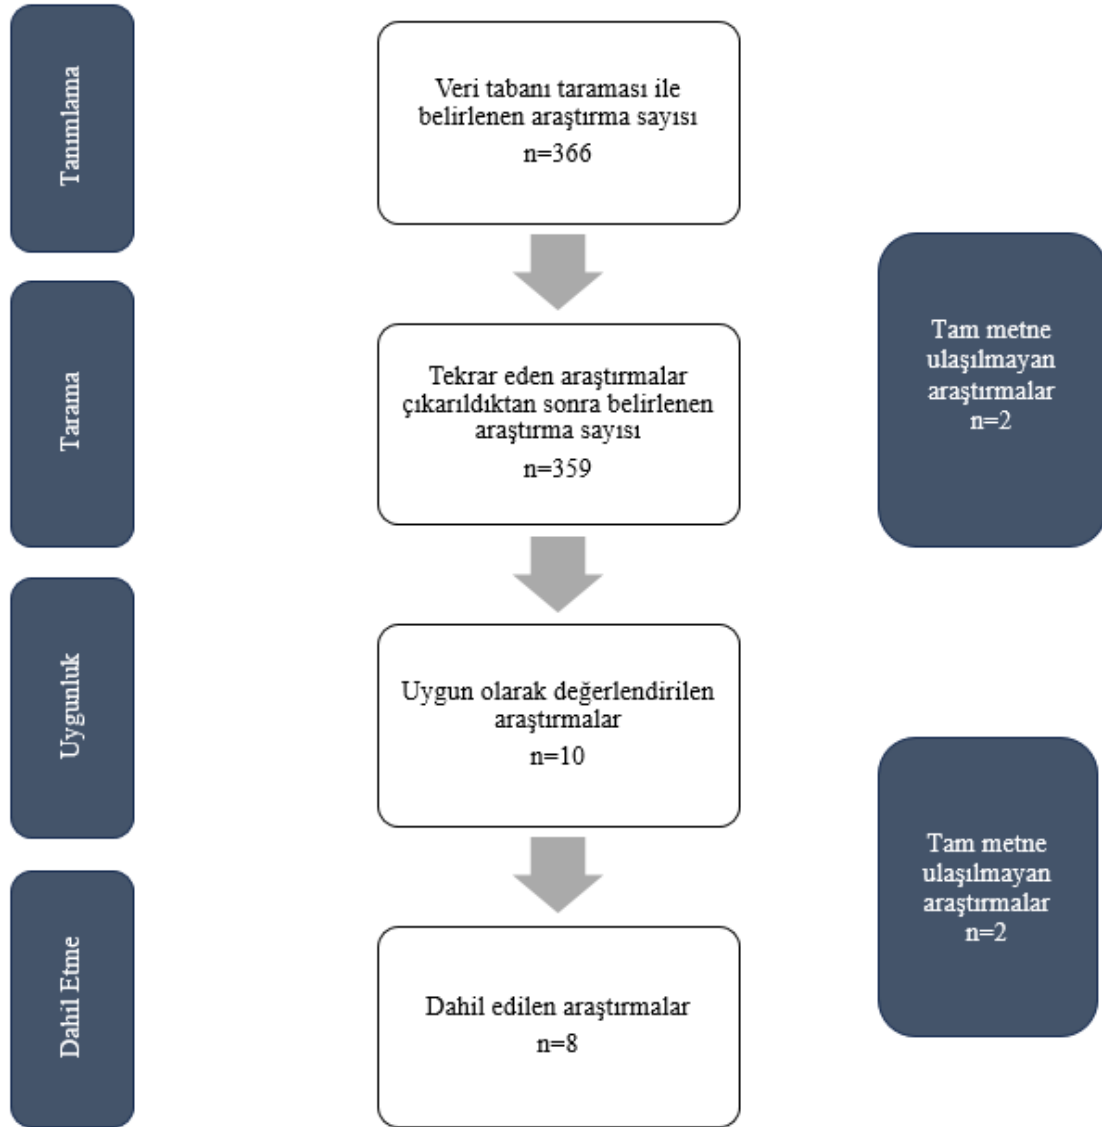 Tanımlama
Veri tabanı taraması ile
belirlenen araştırma sayısı
n=366
Tarama
Tekrar eden araştırmalar
çıkarıldıktan sonra belirlenen
araştırma sayısı
n=359
Tam metne
ulaşılmayan
araştırmalar
n=2
Uygunluk
Uygun olarak değerlendirilen
araştırmalar
n=10
Tam metne
ulaşılmayan
araştırmalar
n=2
Dahil Etme
Dahil edilen araştırmalar
n=8